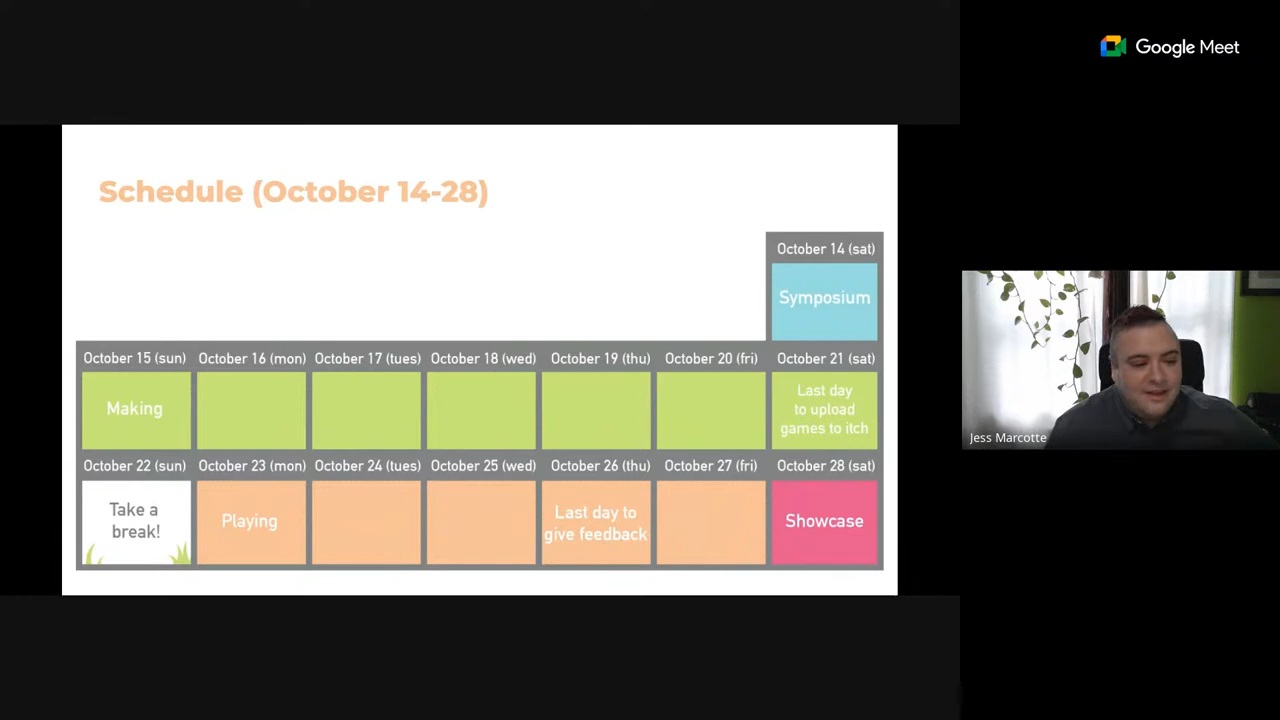 Google Meet
Schedule (October 14-28)
October 14 (sat)
Symposium
October 15 (sun) October 16 (mon) October 17 (tues) October 18 (wed) October 19 (thu) October 20 (fri) October 21 (sat)
Making
Last day
to upload
games to itch
October 22 (sun) October 23 (mon) October 24 (tues) October 25 (wed) October 26 (thu) October 27 (fri) October 28 (sat)
Take a
break!
Playing
Last day to
give feedback
Showcase
Jess Marcotte